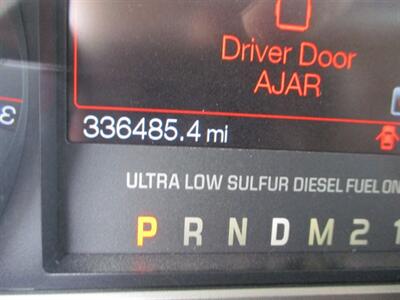 Driver Door
AJAR
336485.4 mi
ULTRA LOW SULFUR DIESEL FUEL ON
P R N D M 2 1